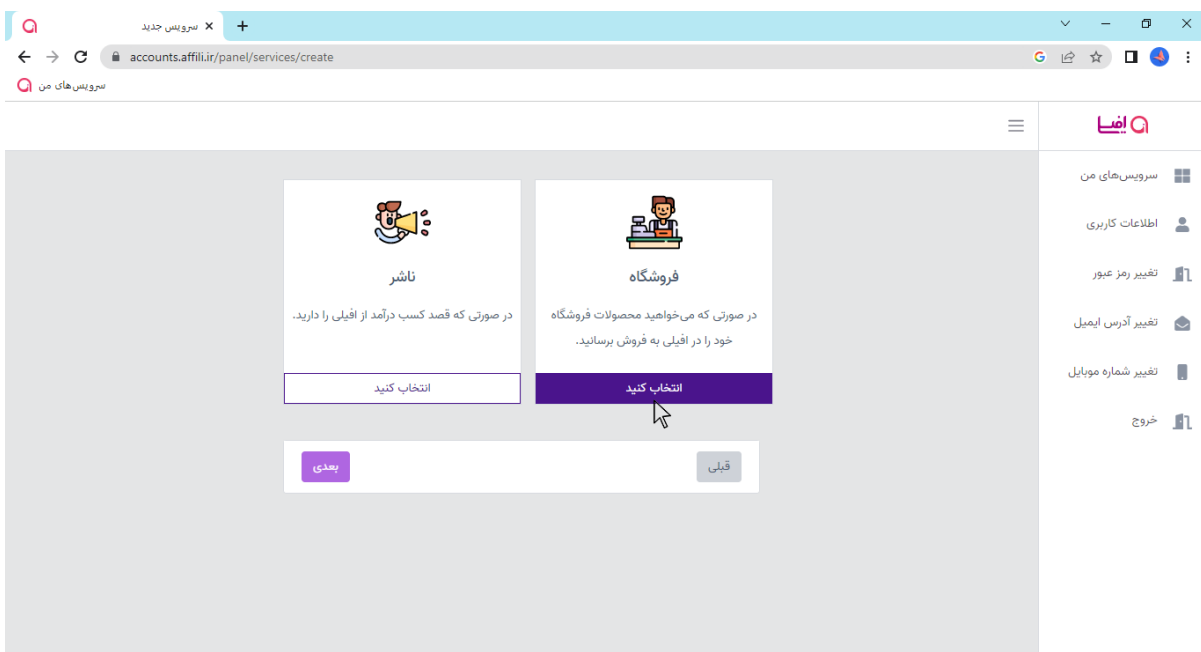 سرویس جدید
accounts.affili.ir/panel/services/create
سرویس‌های من
افیلی
سرویس‌های من
اطلاعات کاربری
تغییر رمز عبور
تغییر آدرس ایمیل
تغییر شماره موبایل
خروج
فروشگاه
در صورتی که می‌خواهید محصولات فروشگاه
خود را در افیلی به فروش برسانید.
انتخاب کنید
ناشر
در صورتی که قصد کسب درآمد از افیلی را دارید.
انتخاب کنید
قبلی
بعدی